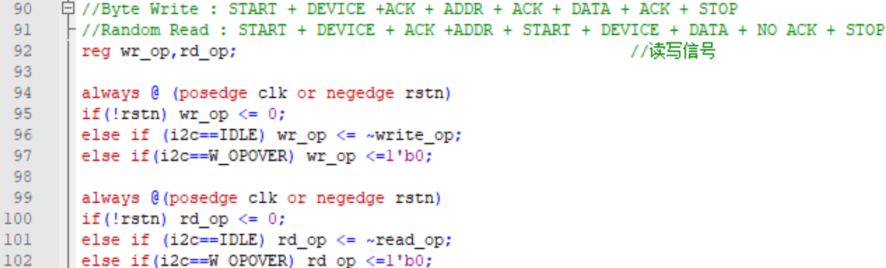 90 //Byte Write : START + DEVICE +ACK + ADDR + ACK + DATA + ACK + STOP
91 //Random Read : START + DEVICE + ACK +ADDR + START + DEVICE + DATA + NO ACK + STOP
92 reg wr_op,rd_op; //读写信号
93
94 always @ (posedge clk or negedge rstn)
95 if(!rstn) wr_op <= 0;
96 else if (i2c==IDLE) wr_op <= ~write_op;
97 else if(i2c==W_OPOVER) wr_op <=1'b0;
98
99 always @(posedge clk or negedge rstn)
100 if(!rstn) rd_op <= 0;
101 else if (i2c==IDLE) rd_op <= ~read_op;
102 else if(i2c==W_OPOVER) rd_op <=1'b0;